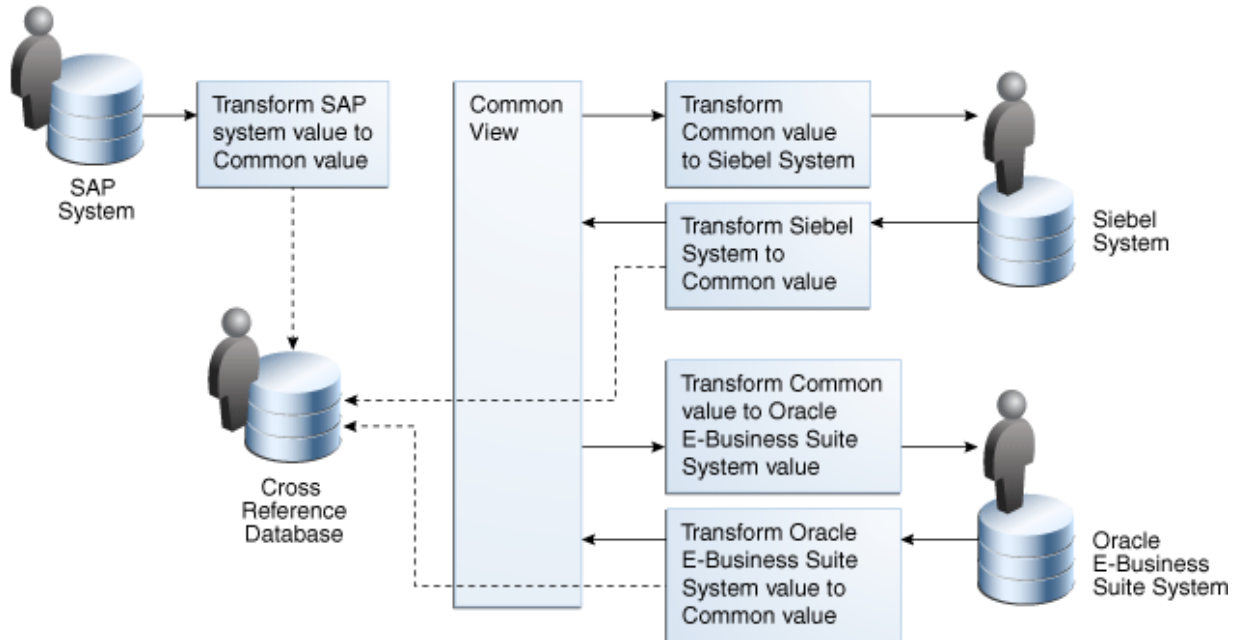 Transform SAP
system value to
Common value
SAP
System
Common
View
Transform
Common value
to Siebel System
Transform Siebel
System to
Common value
Siebel
System
Cross
Reference
Database
Transform Common
value to Oracle
E-Business Suite
System value
Transform Oracle
E-Business Suite
System value to
Common value
Oracle
E-Business
Suite System